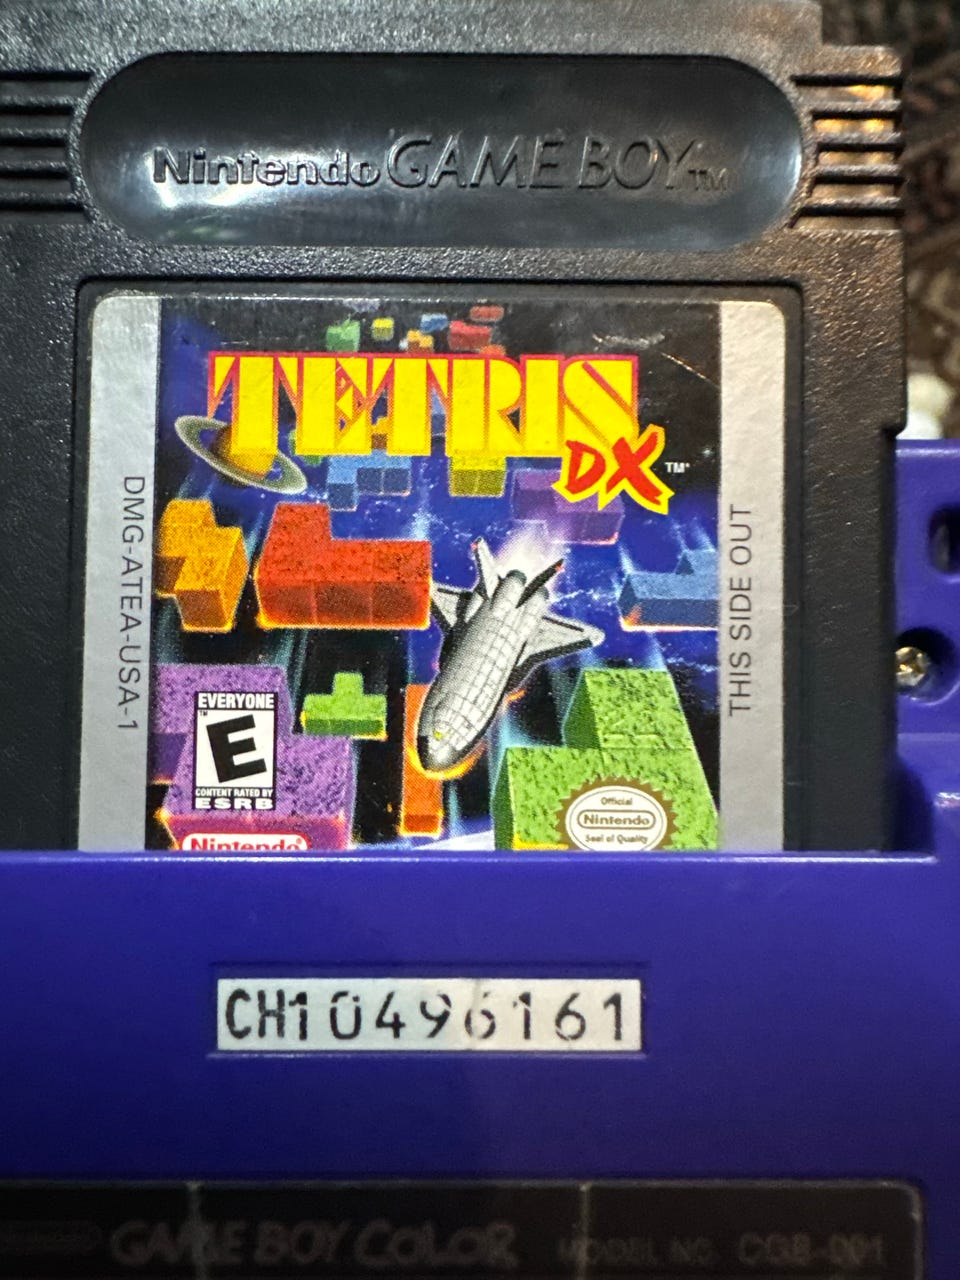 Nintendo GAME BOY TM
TETRIS
DX TM
DMG-ATEA-USA-1
THIS SIDE OUT
EVERYONE
TM
E
CONTENT RATED BY
ESRB
Nintendo®
Official
Nintendo
Seal of Quality
CH10496161
GAME BOY COLOR MODEL NO. CGB-001